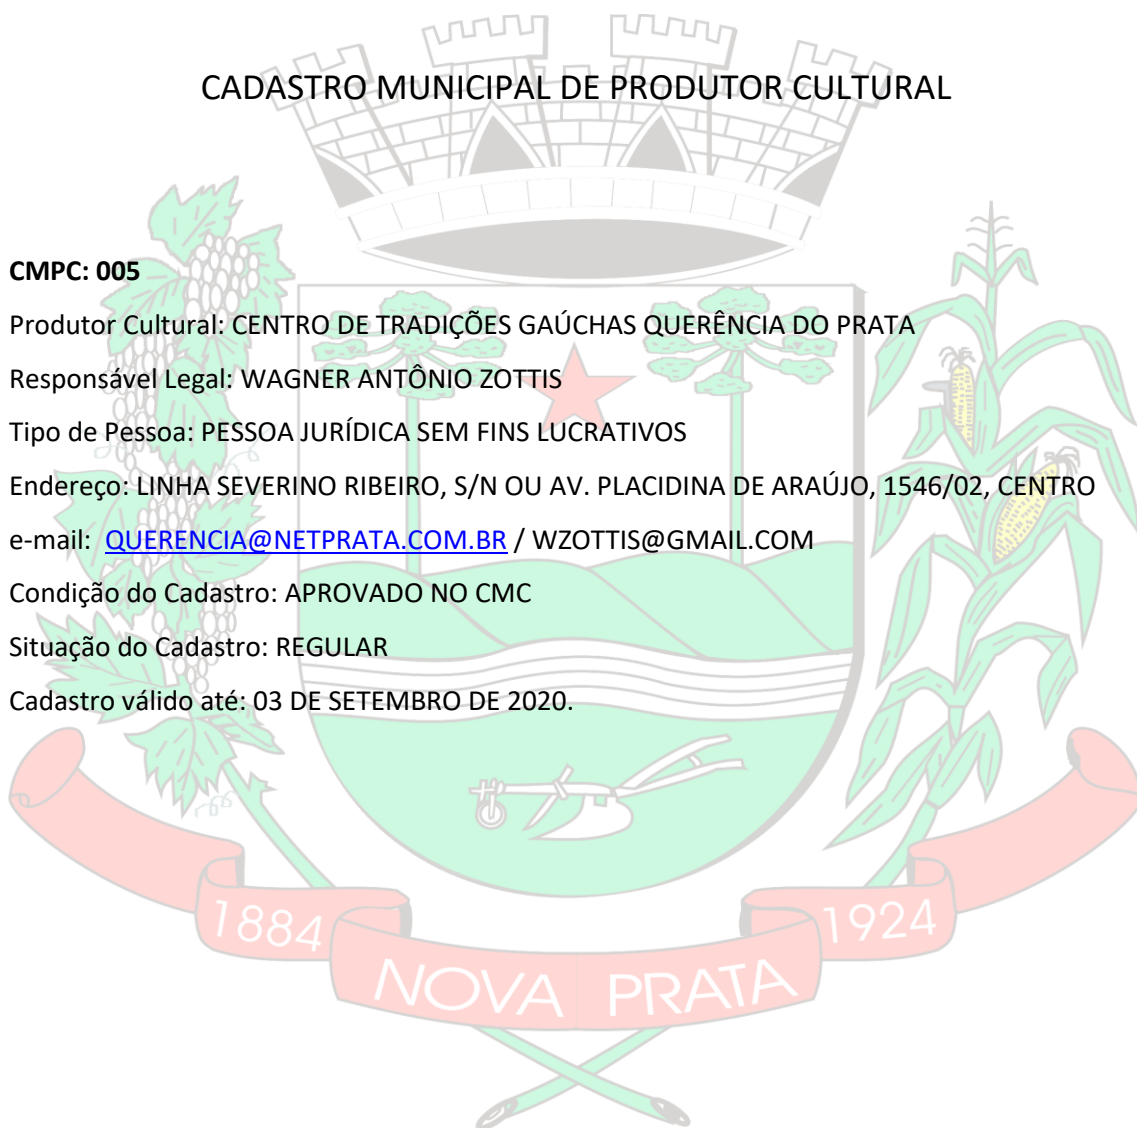 CADASTRO MUNICIPAL DE PRODUTOR CULTURAL
CMPC: 005
Produtor Cultural: CENTRO DE TRADIÇÕES GAÚCHAS QUERÊNCIA DO PRATA
Responsável Legal: WAGNER ANTÔNIO ZOTTIS
Tipo de Pessoa: PESSOA JURÍDICA SEM FINS LUCRATIVOS
Endereço: LINHA SEVERINO RIBEIRO, S/N OU AV. PLACIDINA DE ARAÚJO, 1546/02, CENTRO
e-mail: QUERENCIA@NETPRATA.COM.BR / WZOTTIS@GMAIL.COM
Condição do Cadastro: APROVADO NO CMC
Situação do Cadastro: REGULAR
Cadastro válido até: 03 DE SETEMBRO DE 2020.
1884 1924
NOVA PRATA